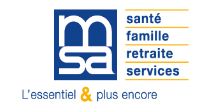 msa
santé
famille
retraite
services
L'essentiel & plus encore